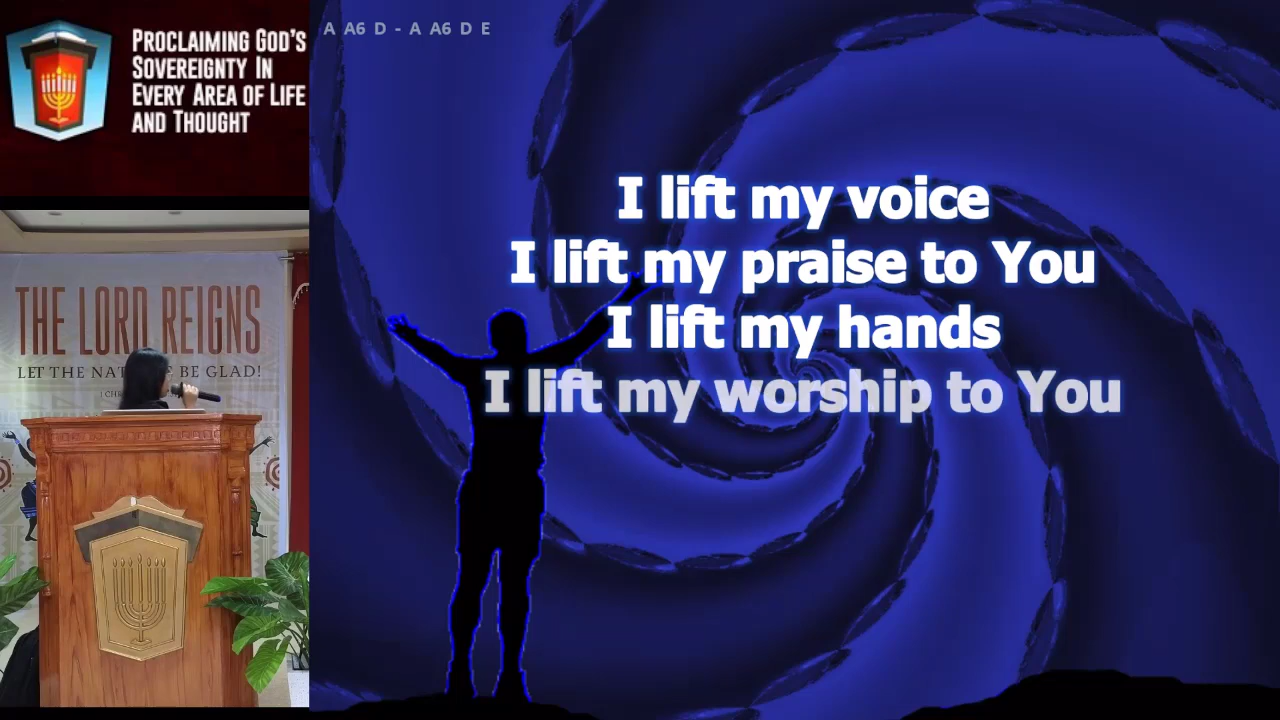 PROCLAIMING GOD'S
SOVEREIGNTY IN
EVERY AREA OF LIFE
AND THOUGHT
A A6 D - A A6 D E
I lift my voice
I lift my praise to You
I lift my hands
I lift my worship to You
THE LORD REIGNS
LET THE BE GLAD!